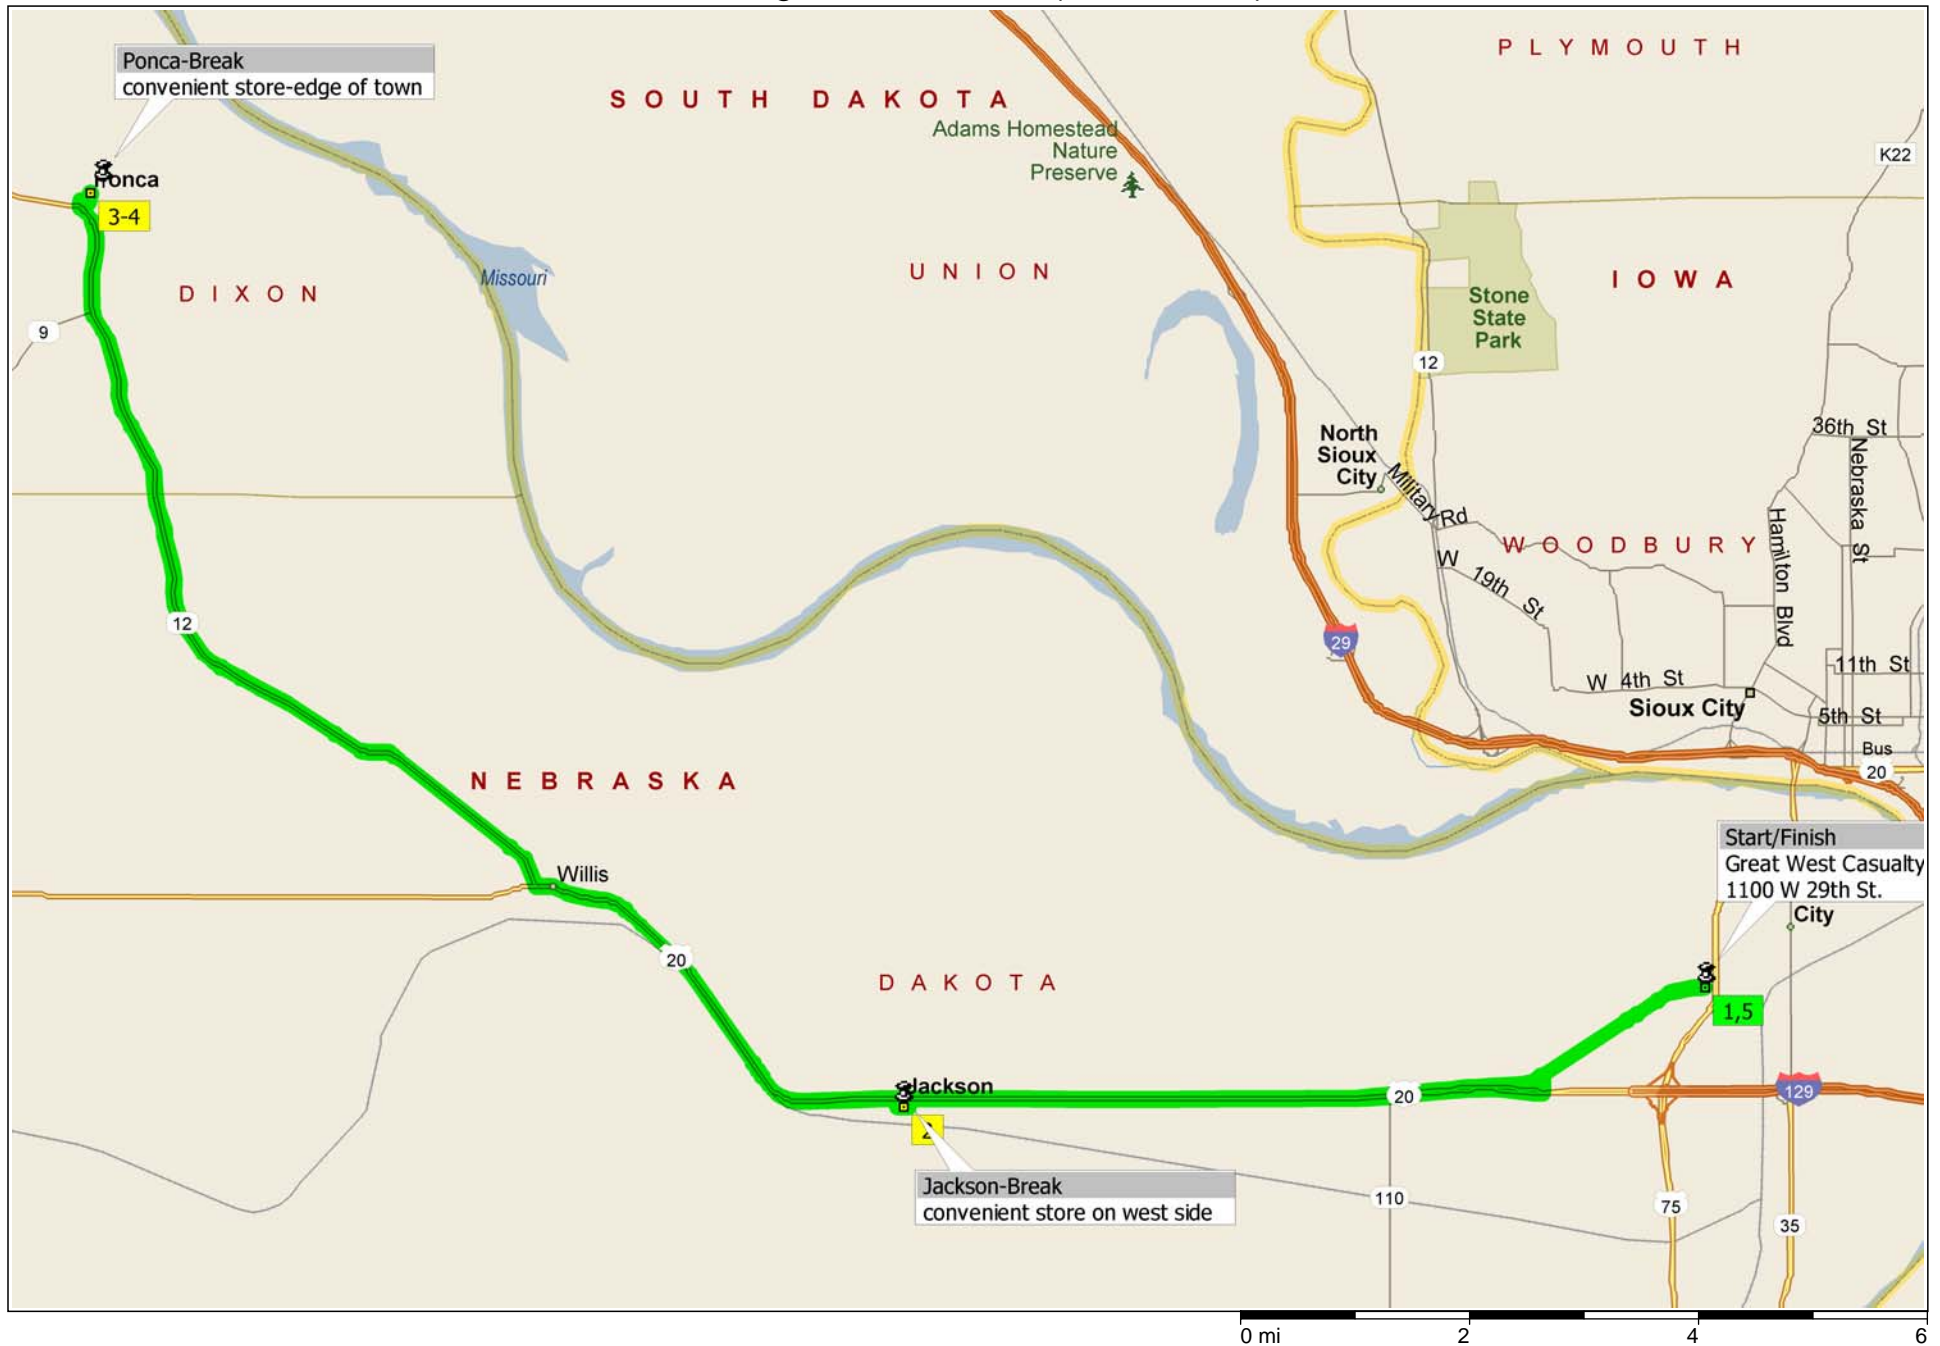 Ponca-Break
convenient store-edge of town
PLYMOUTH
SOUTH DAKOTA
Adams Homestead
Nature
Preserve
K22
3-4
UNION
Missouri
DIXON
IOWA
Stone
State
Park
9
12
North
Sioux
City
36th St
Nebraska St
Military Rd
Hamilton Blvd
WOODBURY
W 19th St
12
29
11th St
W 4th St
Sioux City
5th St
Bus
20
NEBRASKA
Start/Finish
Great West Casualty
1100 W 29th St.
City
Willis
20
DAKOTA
1,5
Jackson
20
129
2
Jackson-Break
convenient store on west side
110
75
35
0 mi 2 4 6